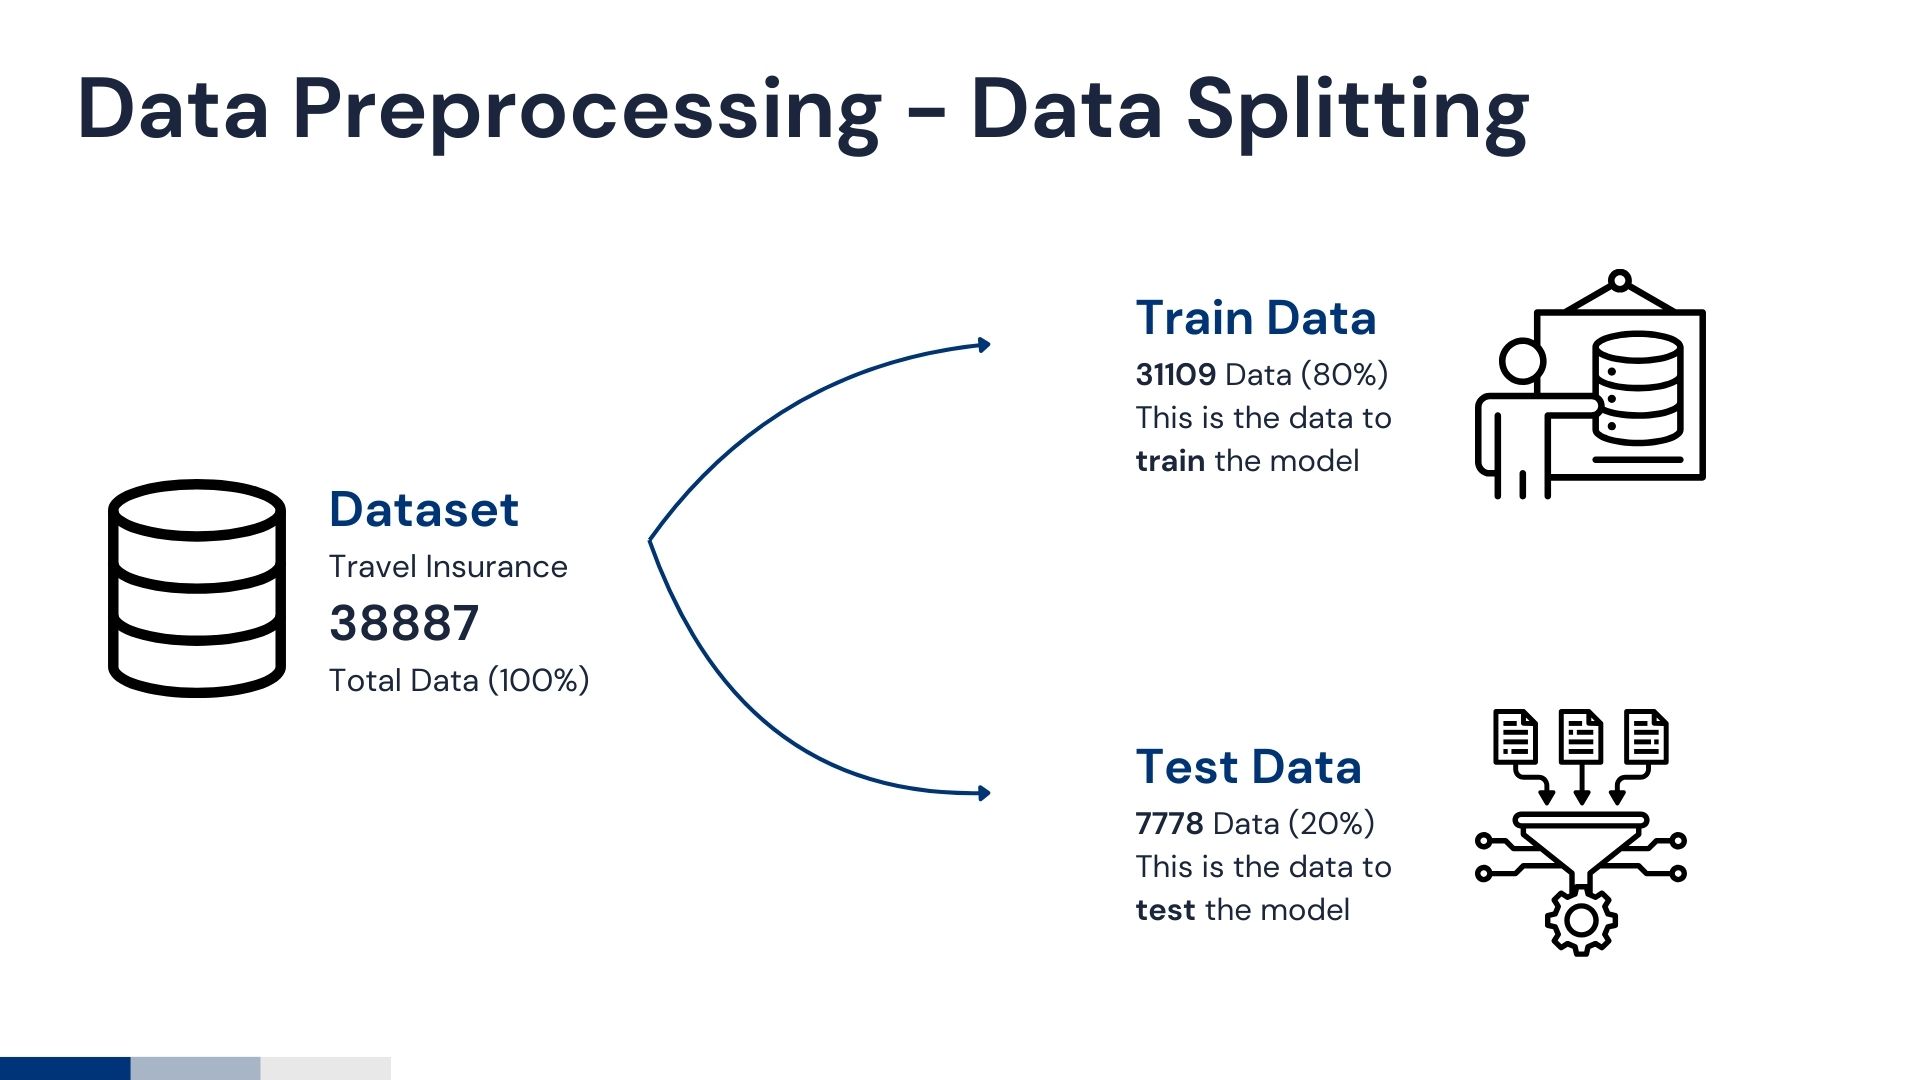 Data Preprocessing - Data Splitting
Dataset
Travel Insurance
38887
Total Data (100%)
Train Data
31109 Data (80%)
This is the data to
train the model
Test Data
7778 Data (20%)
This is the data to
test the model